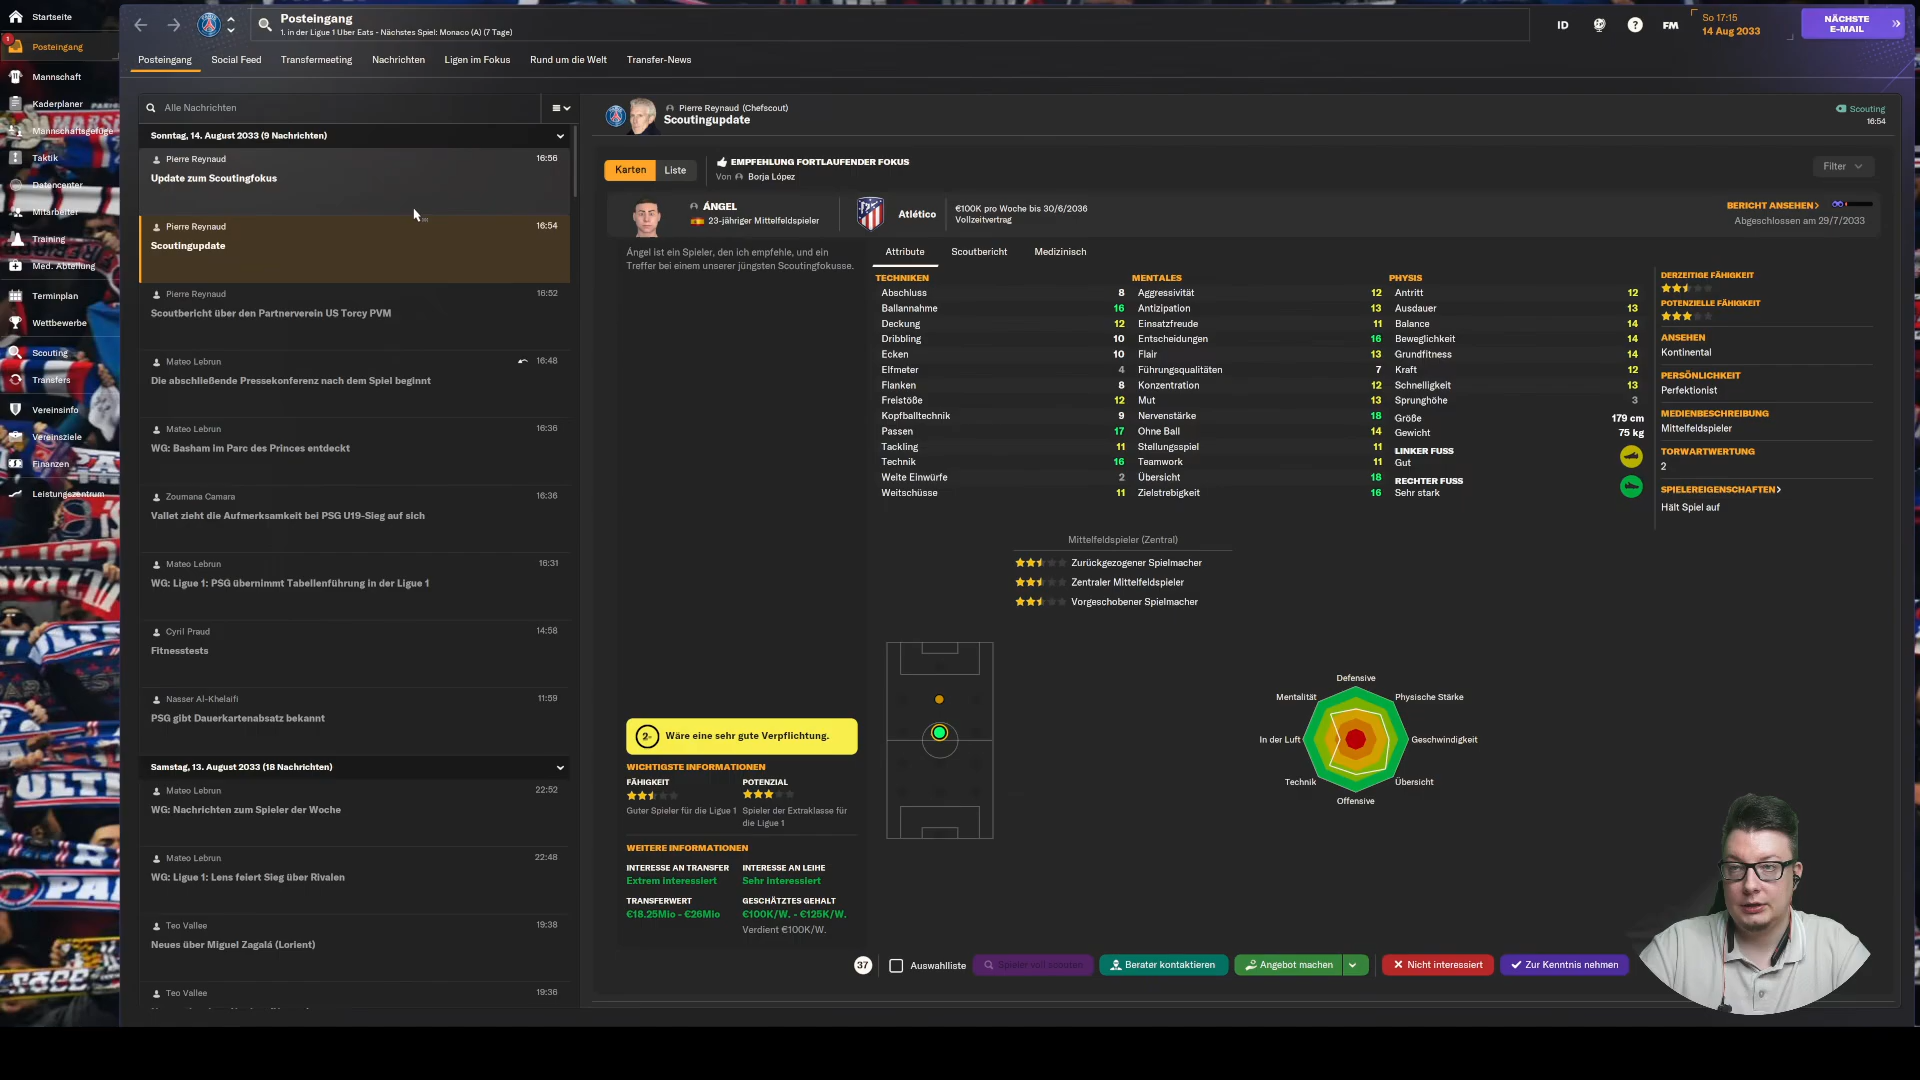 Startseite
Posteingang
Mannschaft
Kaderplaner
Mannschaftsgefüge
Taktik
Datencenter
Mitarbeiter
Training
Med. Abteilung
Terminplan
Wettbewerbe
Scouting
Transfers
Vereinsinfo
Vereinsziele
Finanzen
Leistungszentrum
Posteingang
1. in der Ligue 1 Uber Eats - Nächstes Spiel: Monaco (A) (7 Tage)
ID
FM
So 17:15
14 Aug 2033
NÄCHSTE
E-MAIL
Posteingang Social Feed Transfermeeting Nachrichten Ligen im Fokus Rund um die Welt Transfer-News
Alle Nachrichten
Sonntag, 14. August 2033 (9 Nachrichten)
Pierre Reynaud 16:56
Update zum Scoutingfokus
Pierre Reynaud 16:54
Scoutingupdate
Pierre Reynaud 16:52
Scoutbericht über den Partnerverein US Torcy PVM
Mateo Lebrun 16:48
Die abschließende Pressekonferenz nach dem Spiel beginnt
Mateo Lebrun 16:36
WG: Basham im Parc des Princes entdeckt
Zoumana Camara 16:36
Vallet zieht die Aufmerksamkeit bei PSG U19-Sieg auf sich
Mateo Lebrun 16:31
WG: Ligue 1: PSG übernimmt Tabellenführung in der Ligue 1
Cyril Praud 14:58
Fitnesstests
Nasser Al-Khelaifi 11:59
PSG gibt Dauerkartenabsatz bekannt
Samstag, 13. August 2033 (18 Nachrichten)
Mateo Lebrun 22:52
WG: Nachrichten zum Spieler der Woche
Mateo Lebrun 22:48
WG: Ligue 1: Lens feiert Sieg über Rivalen
Teo Vallee 19:38
Neues über Miguel Zagalá (Lorient)
Teo Vallee 19:36
Pierre Reynaud (Chefscout)
Scoutingupdate
Scouting
16:54
Karten Liste
EMPFEHLUNG FORTLAUFENDER FOKUS
Von Borja López
Filter
ÁNGEL
23-jähriger Mittelfeldspieler
Atlético
€100K pro Woche bis 30/6/2036
Vollzeitvertrag
BERICHT ANSEHEN
Abgeschlossen am 29/7/2033
Ángel ist ein Spieler, den ich empfehle, und ein
Treffer bei einem unserer jüngsten Scoutingfokusse.
Attribute Scoutbericht Medizinisch
TECHNIKEN MENTALES PHYSIS
Abschluss 8 Aggressivität 12 Antritt 12
Ballannahme 16 Antizipation 13 Ausdauer 13
Deckung 12 Einsatzfreude 11 Balance 14
Dribbling 10 Entscheidungen 16 Beweglichkeit 14
Ecken 10 Flair 13 Grundfitness 14
Elfmeter 4 Führungsqualitäten 7 Kraft 12
Flanken 8 Konzentration 12 Schnelligkeit 13
Freistöße 12 Mut 13 Sprunghöhe 3
Kopfballtechnik 9 Nervenstärke 18 Größe 179 cm
Passen 17 Ohne Ball 14 Gewicht 75 kg
Tackling 11 Stellungsspiel 11 LINKER FUSS
Technik 16 Teamwork 11 Gut
Weite Einwürfe 2 Übersicht 18 RECHTER FUSS
Weitschüsse 11 Zielstrebigkeit 16 Sehr stark
DERZEITIGE FÄHIGKEIT
POTENZIELLE FÄHIGKEIT
ANSEHEN
Kontinental
PERSÖNLICHKEIT
Perfektionist
MEDIENBESCHREIBUNG
Mittelfeldspieler
TORWARTWERTUNG
2
SPIELEREIGENSCHAFTEN
Hält Spiel auf
Mittelfeldspieler (Zentral)
Zurückgezogener Spielmacher
Zentraler Mittelfeldspieler
Vorgeschobener Spielmacher
Defensive
Mentalität Physische Stärke
In der Luft Geschwindigkeit
Technik Übersicht
Offensive
2- Wäre eine sehr gute Verpflichtung.
WICHTIGSTE INFORMATIONEN
FÄHIGKEIT POTENZIAL
Guter Spieler für die Ligue 1 Spieler der Extraklasse für
die Ligue 1
WEITERE INFORMATIONEN
INTERESSE AN TRANSFER INTERESSE AN LEIHE
Extrem interessiert Sehr interessiert
TRANSFERWERT GESCHÄTZTES GEHALT
€18.25Mio - €26Mio €100K/W. - €125K/W.
Verdient €100K/W.
37 Auswahlliste Spieler voll scouten Berater kontaktieren Angebot machen Nicht interessiert Zur Kenntnis nehmen